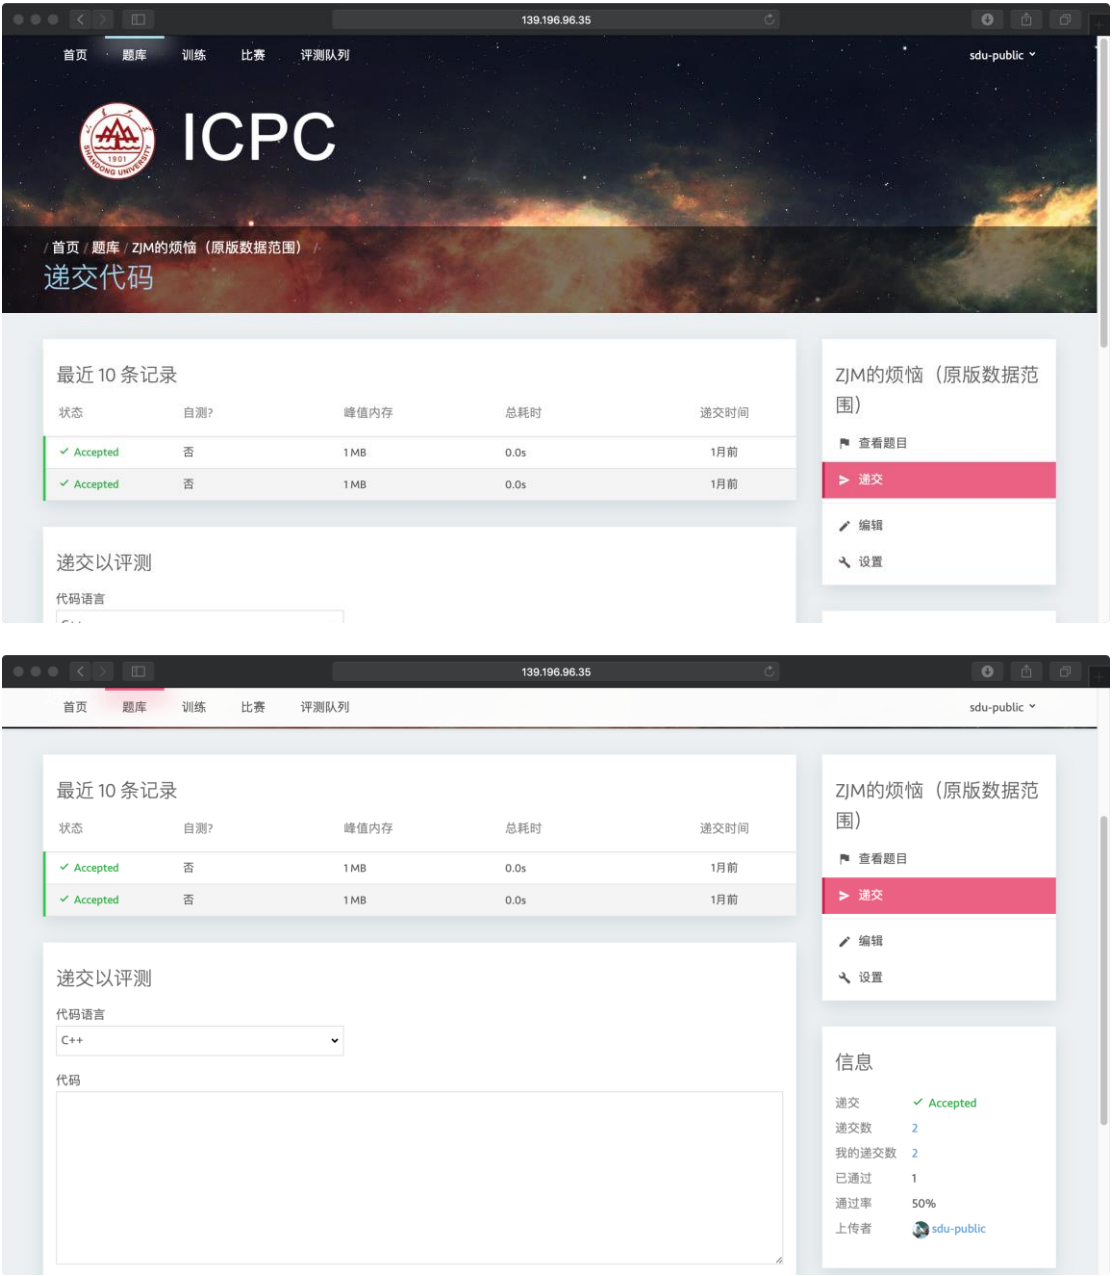 139.196.96.35
首页 题库 训练 比赛 评测队列 sdu-public
山东大学
1901
SHANDONG UNIVERSITY
ICPC
/ 首页 / 题库 / ZJM的烦恼（原版数据范围） /
递交代码
最近 10 条记录
状态 自测? 峰值内存 总耗时 递交时间
Accepted 否 1 MB 0.0s 1月前
Accepted 否 1 MB 0.0s 1月前
递交以评测
代码语言
C++
ZJM的烦恼（原版数据范
围）
查看题目
递交
编辑
设置
139.196.96.35
首页 题库 训练 比赛 评测队列 sdu-public
最近 10 条记录
状态 自测? 峰值内存 总耗时 递交时间
Accepted 否 1 MB 0.0s 1月前
Accepted 否 1 MB 0.0s 1月前
递交以评测
代码语言
C++
代码
ZJM的烦恼（原版数据范
围）
查看题目
递交
编辑
设置
信息
递交 Accepted
递交数 2
我的递交数 2
已通过 1
通过率 50%
上传者 sdu-public